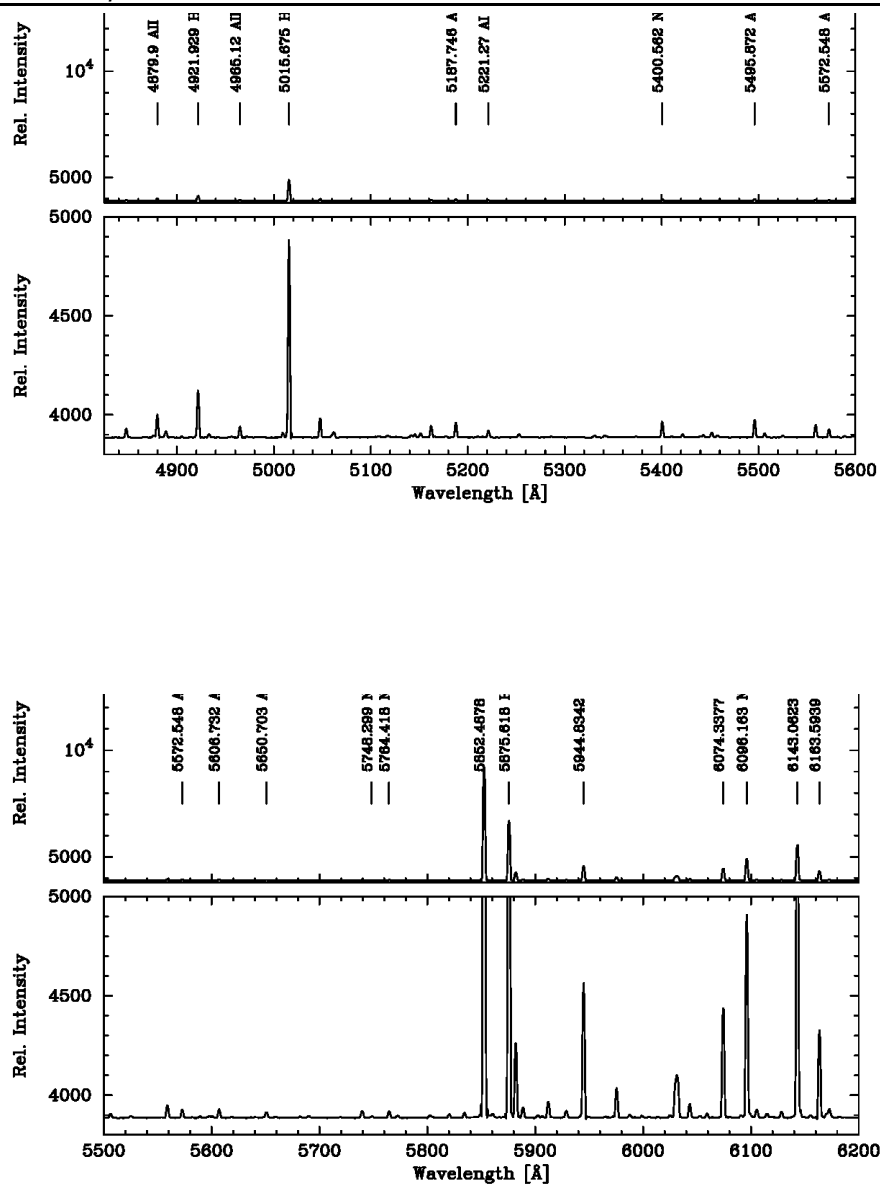 4879.9 AII
4921.929
4965.12 AII
5015.675
5187.746 A
5221.27 AI
5400.562 N
5495.872 A
5572.548 A
Rel. Intensity
10⁴
5000
Rel. Intensity
5000
4500
4000
4900 5000 5100 5200 5300 5400 5500 5600
Wavelength [Å]
5572.548 A
5606.732 A
5650.703 A
5748.299 N
5764.418 N
5852.4878
5875.618
5944.8342
6074.3377
6096.163 N
6143.0623
6163.5939
Rel. Intensity
10⁴
5000
Rel. Intensity
5000
4500
4000
5500 5600 5700 5800 5900 6000 6100 6200
Wavelength [Å]